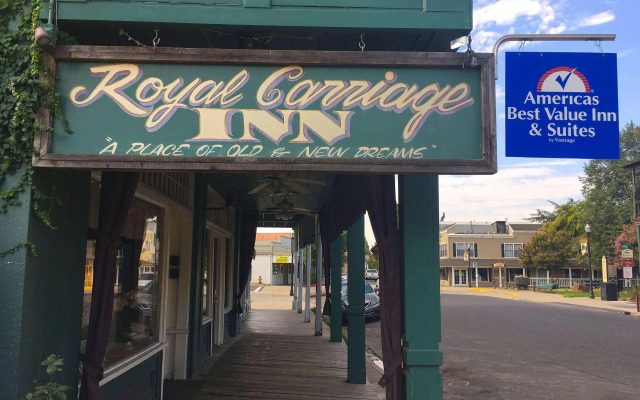 Royal Carriage
INN
"A PLACE OF OLD & NEW DREAMS"
Americas
Best Value Inn
& Suites
by Vantage